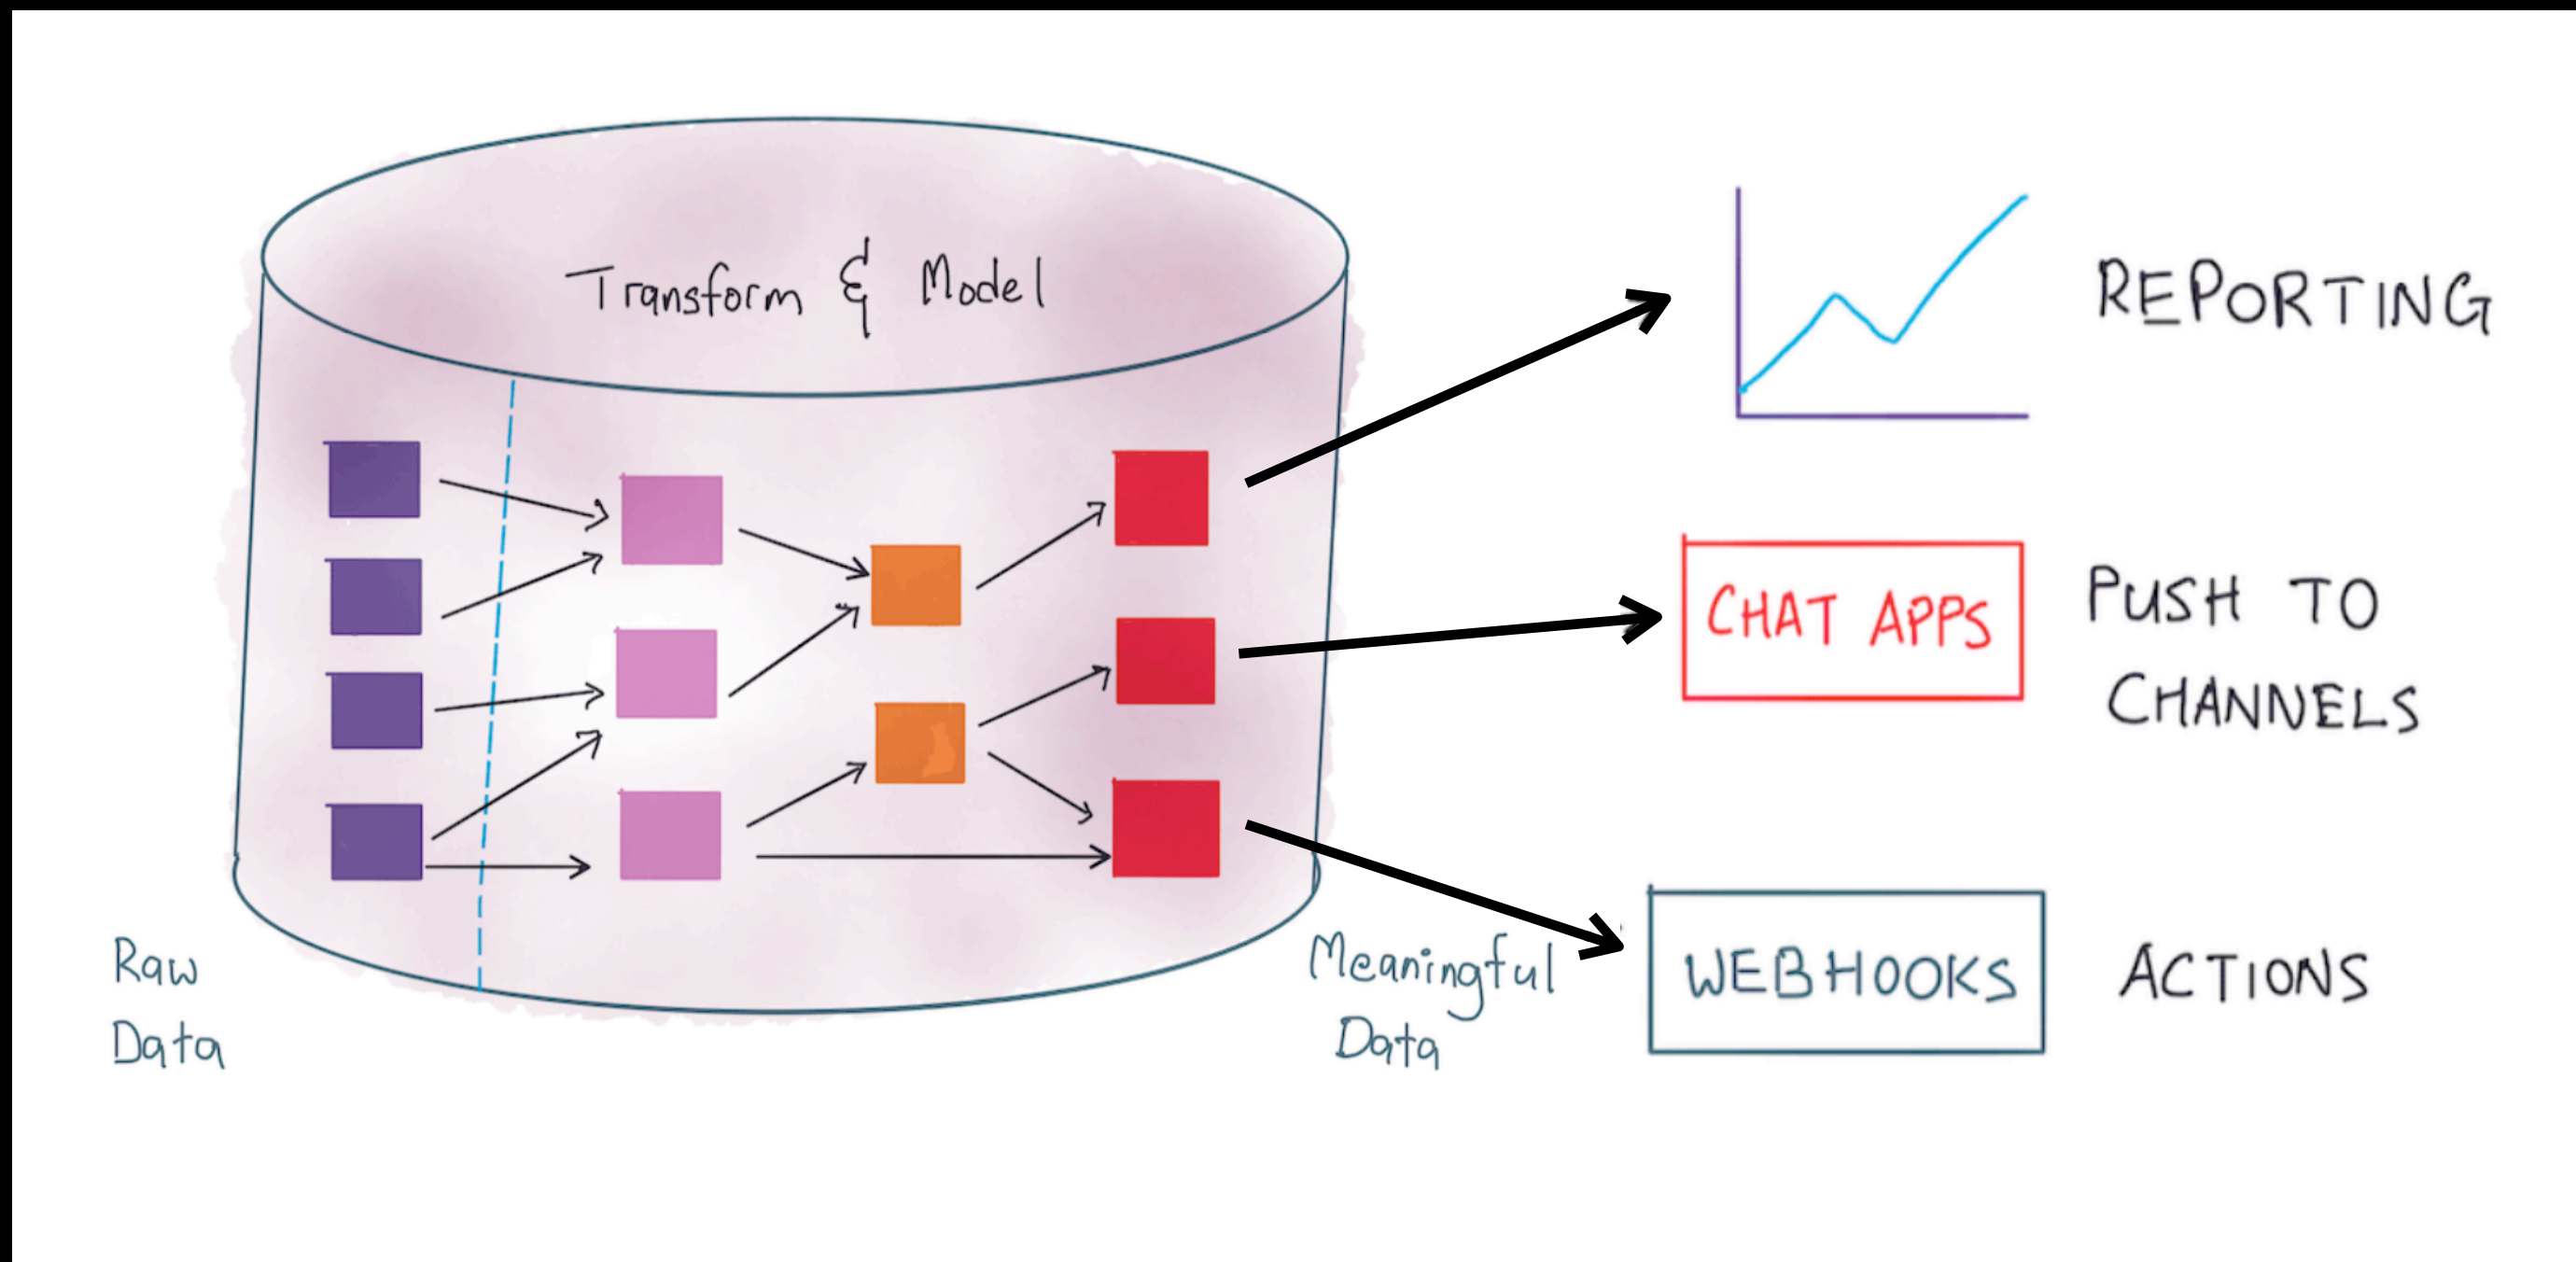 Transform & Model
REPORTING
CHAT APPS
PUSH TO
CHANNELS
Raw
Data
Meaningful
Data
WEBHOOKS
ACTIONS